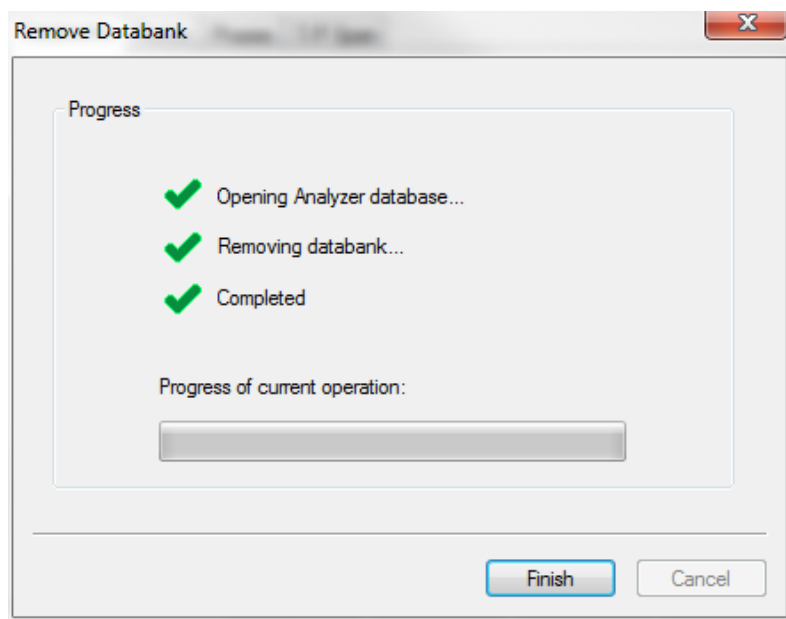 Remove Databank
Progress
Opening Analyzer database...
Removing databank...
Completed
Progress of current operation:
Finish
Cancel